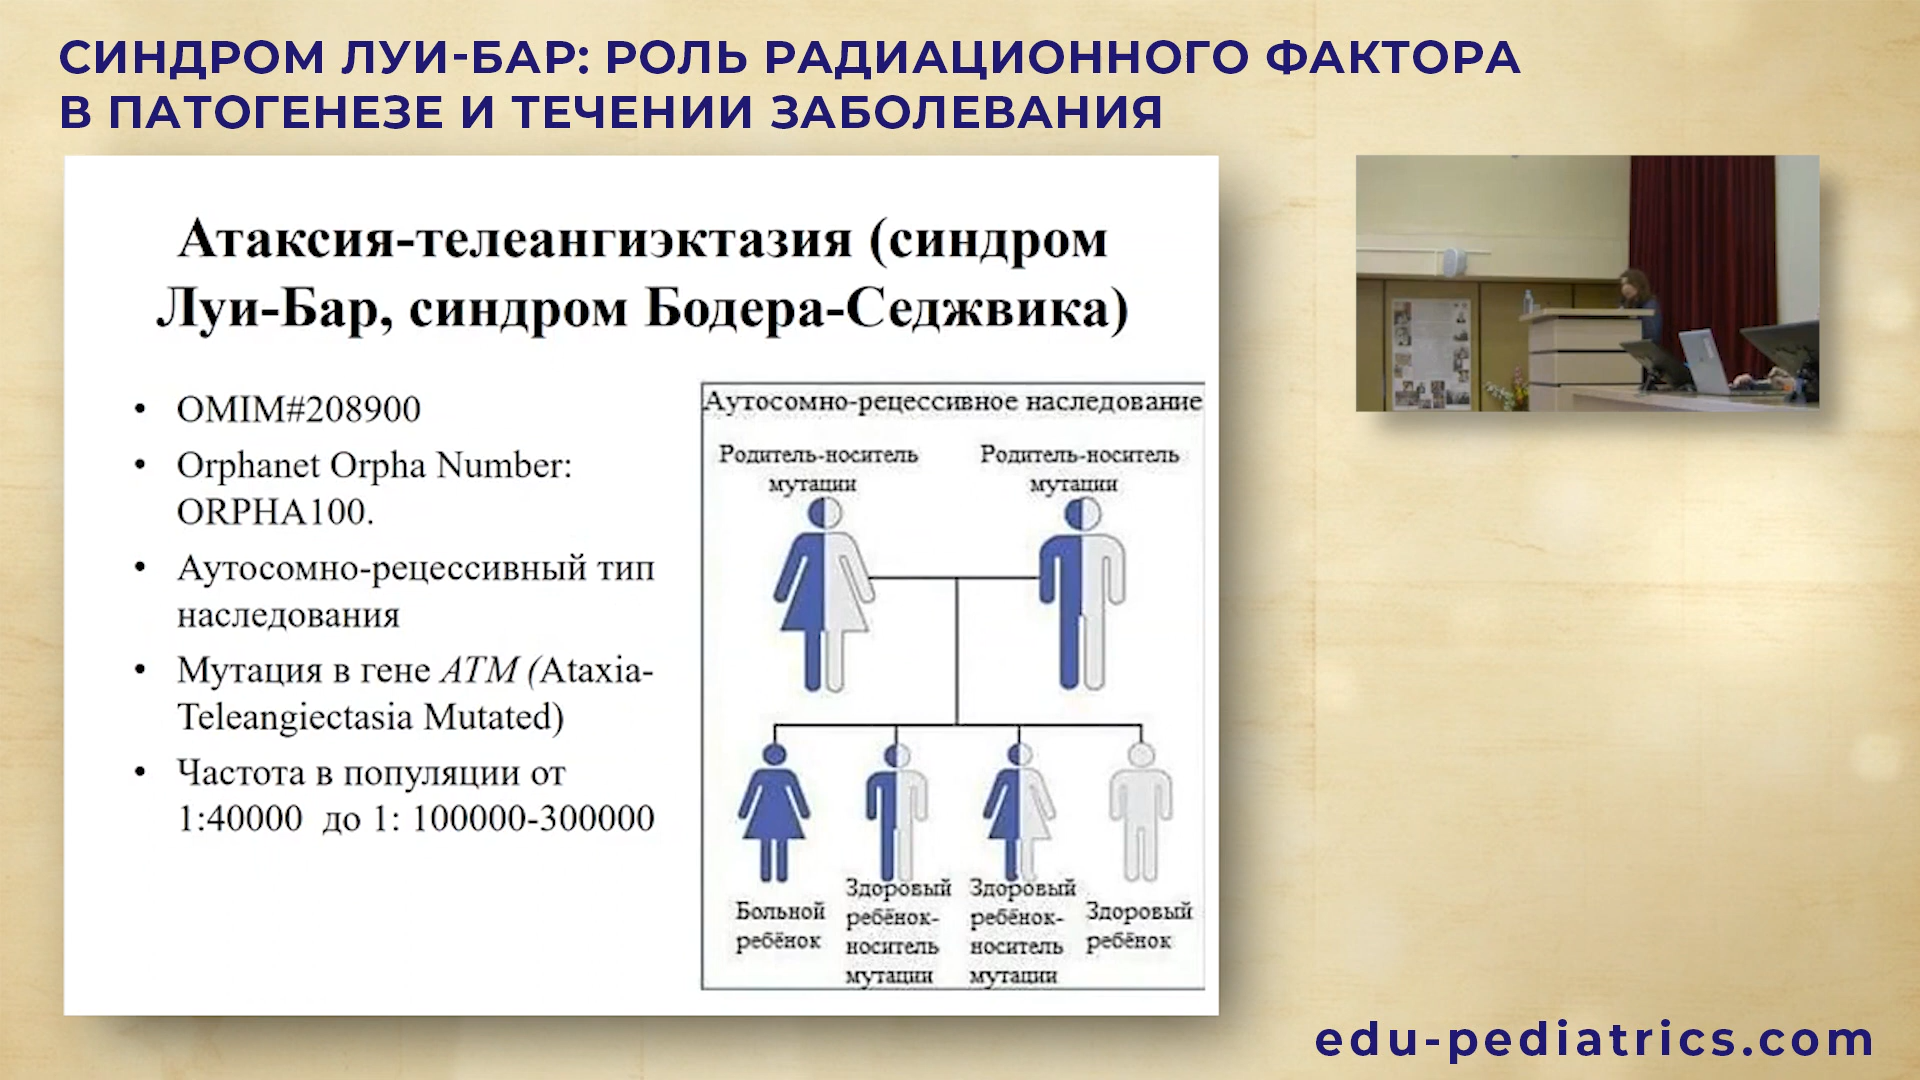 СИНДРОМ ЛУИ-БАР: РОЛЬ РАДИАЦИОННОГО ФАКТОРА
В ПАТОГЕНЕЗЕ И ТЕЧЕНИИ ЗАБОЛЕВАНИЯ
Атаксия-телеангиэктазия (синдром
Луи-Бар, синдром Бодера-Седжвика)
• OMIM#208900
• Orphanet Orpha Number:
ORPHA100.
• Аутосомно-рецессивный тип
наследования
• Мутация в гене ATM (Ataxia-
Teleangiectasia Mutated)
• Частота в популяции от
1:40000 до 1: 100000-300000
Аутосомно-рецессивное наследование
Родитель-носитель
мутации
Родитель-носитель
мутации
Больной
ребёнок
Здоровый
ребёнок-
носитель
мутации
Здоровый
ребёнок-
носитель
мутации
Здоровый
ребёнок
edu-pediatrics.com